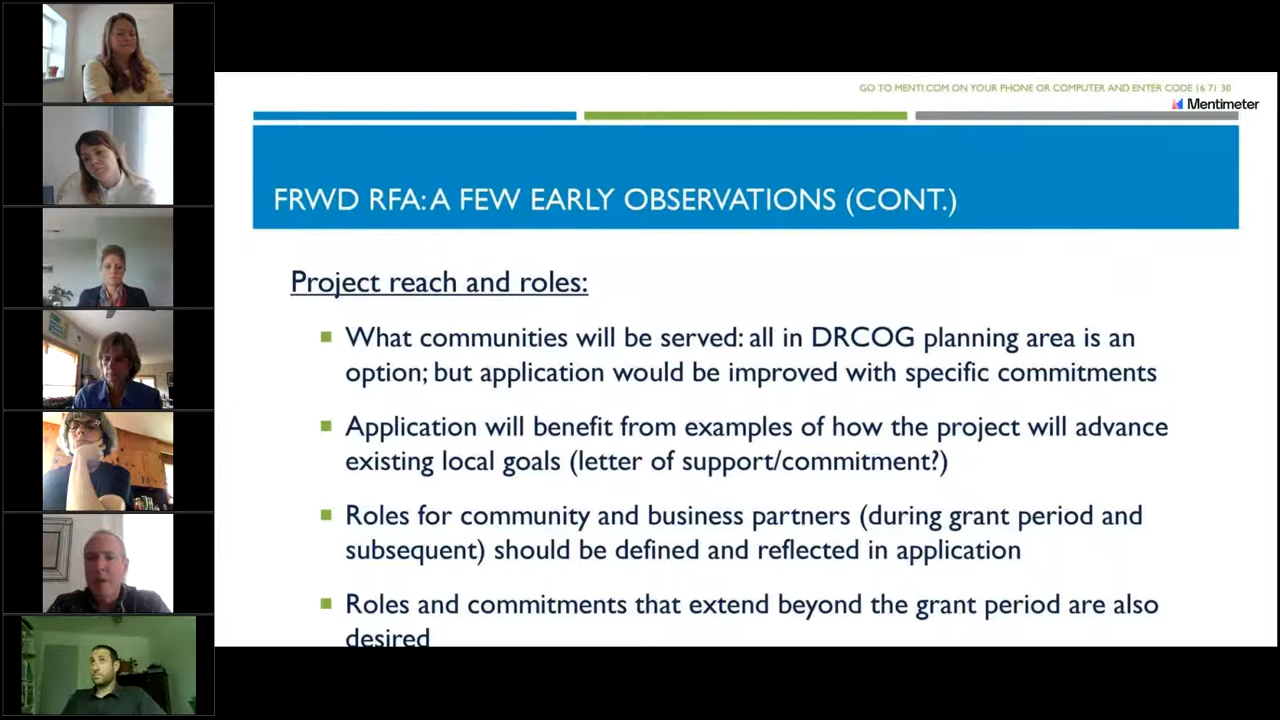 GO TO MENTI.COM ON YOUR PHONE OR COMPUTER AND ENTER CODE 16 71 30
Mentimeter
FRWD RFA: A FEW EARLY OBSERVATIONS (CONT.)
Project reach and roles:
What communities will be served: all in DRCOG planning area is an
option; but application would be improved with specific commitments
Application will benefit from examples of how the project will advance
existing local goals (letter of support/commitment?)
Roles for community and business partners (during grant period and
subsequent) should be defined and reflected in application
Roles and commitments that extend beyond the grant period are also
desired